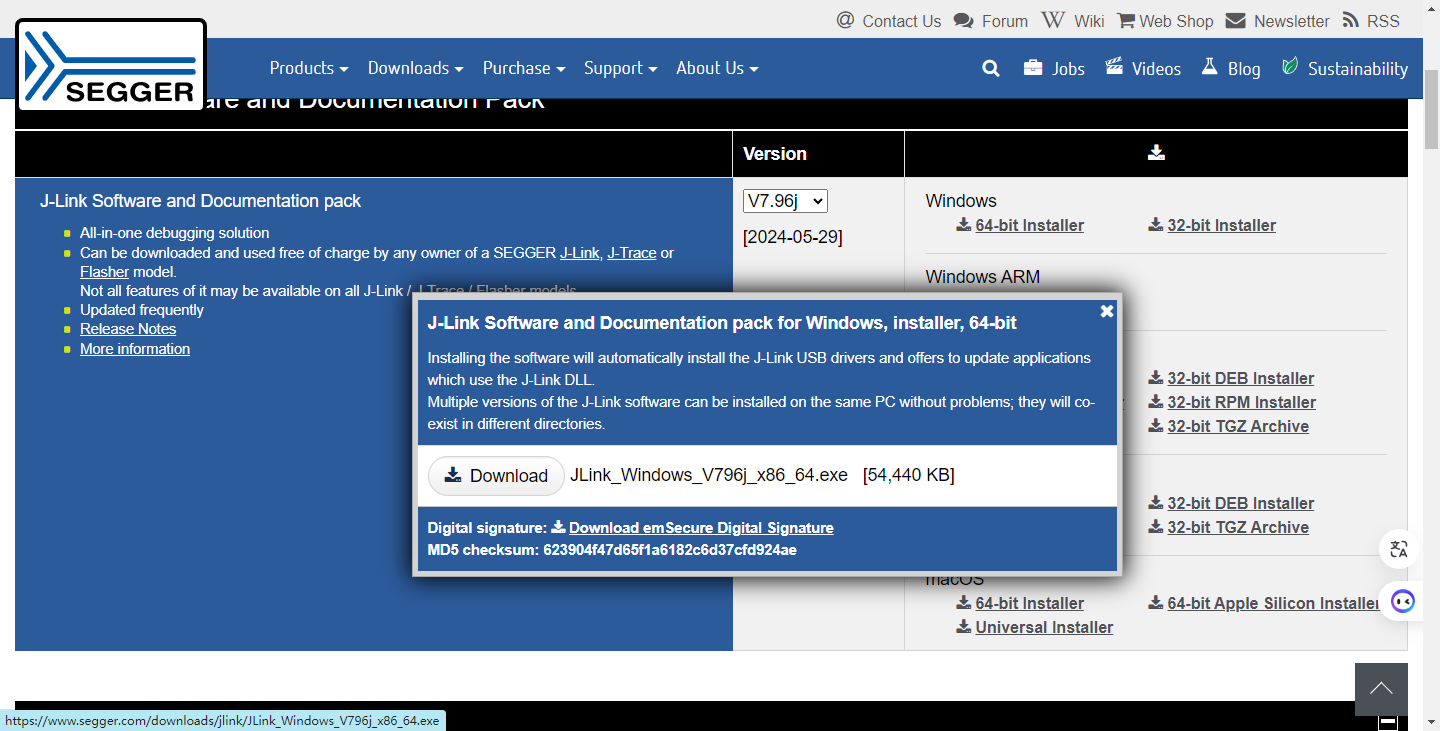 Contact Us Forum Wiki Web Shop Newsletter RSS
SEGGER
Products Downloads Purchase Support About Us Jobs Videos Blog Sustainability
and Documentation Pack
Version
J-Link Software and Documentation pack
All-in-one debugging solution
Can be downloaded and used free of charge by any owner of a SEGGER J-Link, J-Trace or
Flasher model.
Not all features of it may be available on all J-Link / J-Trace / Flasher models.
Updated frequently
Release Notes
More information
V7.96j
[2024-05-29]
Windows
64-bit Installer 32-bit Installer
Windows ARM
J-Link Software and Documentation pack for Windows, installer, 64-bit
Installing the software will automatically install the J-Link USB drivers and offers to update applications
which use the J-Link DLL.
Multiple versions of the J-Link software can be installed on the same PC without problems; they will co-
exist in different directories.
Download JLink_Windows_V796j_x86_64.exe [54,440 KB]
Digital signature: Download emSecure Digital Signature
MD5 checksum: 623904f47d65f1a6182c6d37cfd924ae
32-bit DEB Installer
32-bit RPM Installer
32-bit TGZ Archive
32-bit DEB Installer
32-bit TGZ Archive
macOS
64-bit Installer 64-bit Apple Silicon Installer
Universal Installer
https://www.segger.com/downloads/jlink/JLink_Windows_V796j_x86_64.exe